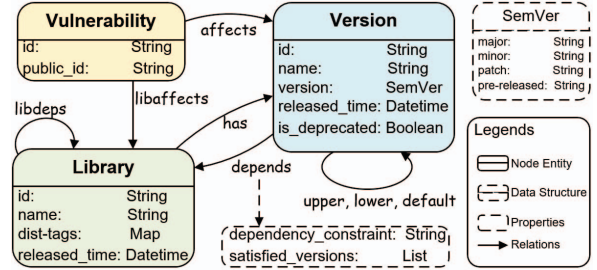 Vulnerability
id: String
public_id: String
affects
libaffects
libdeps
has
Version
id: String
name: String
version: SemVer
released_time: Datetime
is_deprecated: Boolean
Library
id: String
name: String
dist-tags: Map
released_time: Datetime
depends
upper, lower, default
dependency_constraint: String
satisfied_versions: List
SemVer
major: String
minor: String
patch: String
pre-released: String
Legends
Node Entity
Data Structure
Properties
Relations